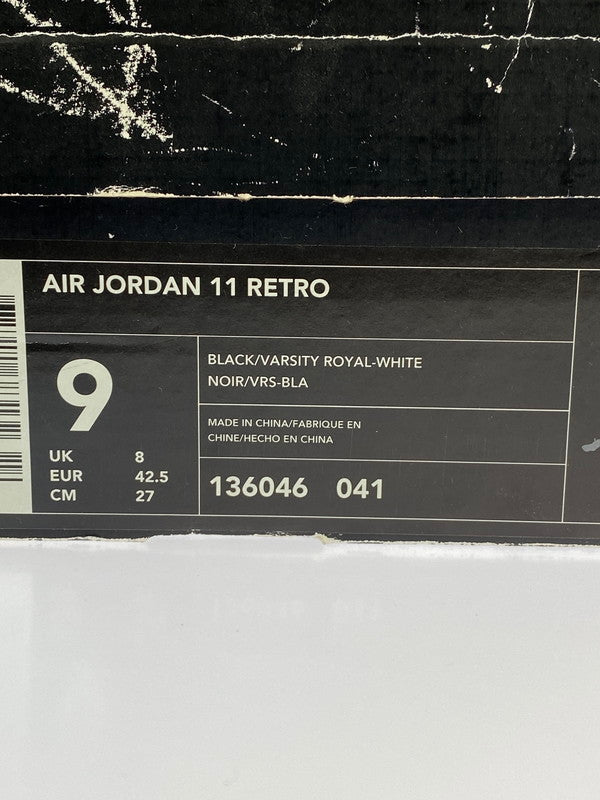 AIR JORDAN 11 RETRO
9
UK 8
EUR 42.5
CM 27
BLACK/VARSITY ROYAL-WHITE
NOIR/VRS-BLA
MADE IN CHINA/FABRIQUE EN
CHINE/HECHO EN CHINA
136046 041